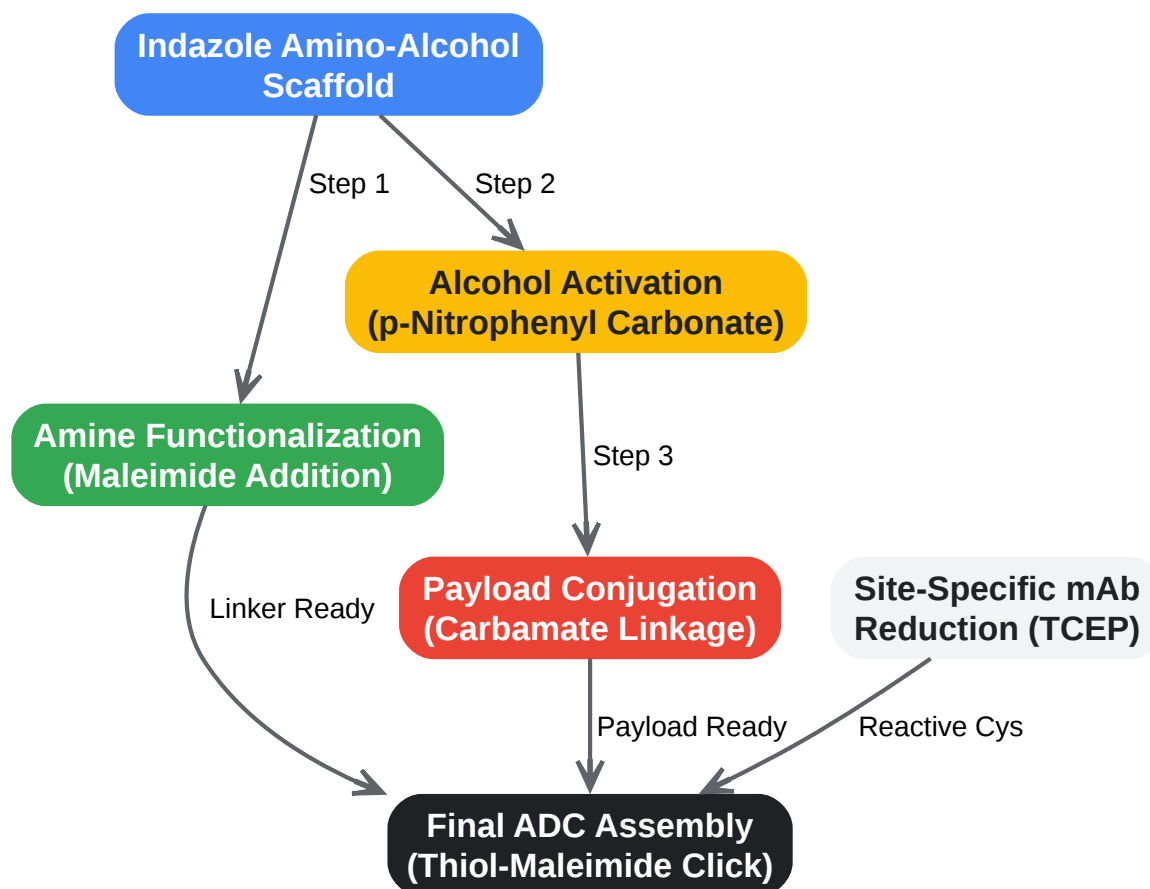 Indazole Amino-Alcohol
Scaffold
Step 1
Step 2
Alcohol Activation
(p-Nitrophenyl Carbonate)
Amine Functionalization
(Maleimide Addition)
Step 3
Linker Ready
Payload Conjugation
(Carbamate Linkage)
Site-Specific mAb
Reduction (TCEP)
Payload Ready
Reactive Cys
Final ADC Assembly
(Thiol-Maleimide Click)